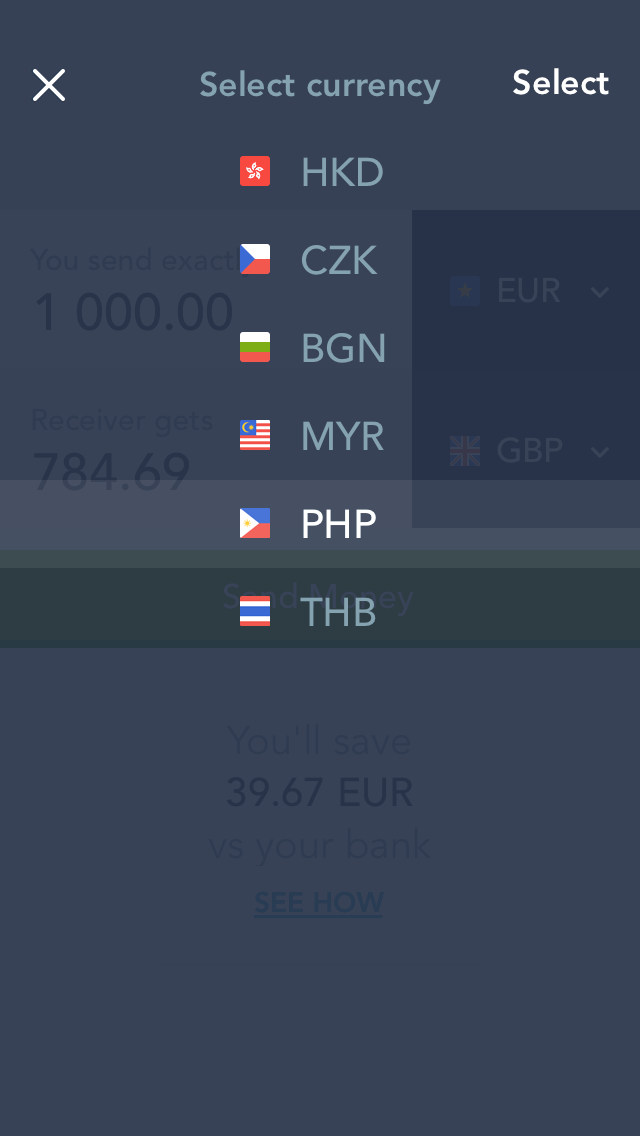 Select currency
Select
HKD
You send exactl
CZK
1 000.00
EUR
BGN
Receiver gets
MYR
784.69
GBP
PHP
Send Money
THB
You'll save
39.67 EUR
vs your bank
SEE HOW